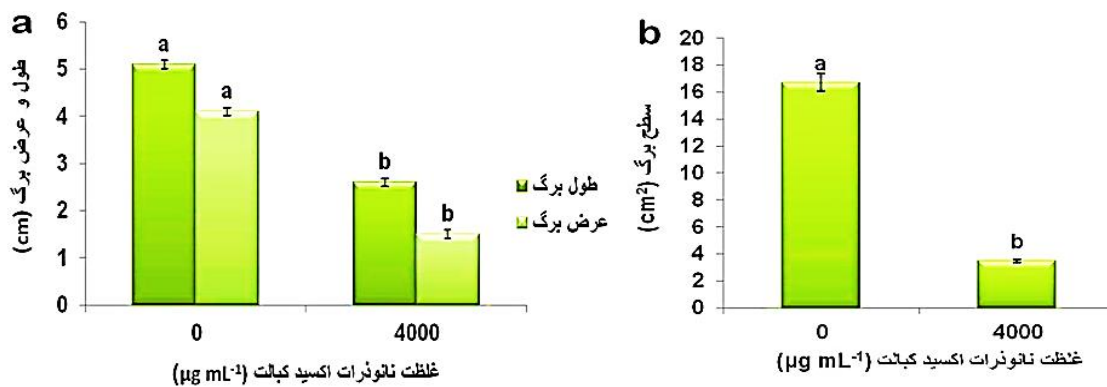 a
طول و عرض برگ (cm)
6
5
4
3
2
1
0
a
a
b
b
0
4000
غلظت نانوذرات اکسید کبالت (µg mL⁻¹)
طول برگ
عرض برگ
b
سطح برگ (cm²)
20
18
16
14
12
10
8
6
4
2
0
a
b
0
4000
غلظت نانوذرات اکسید کبالت (µg mL⁻¹)